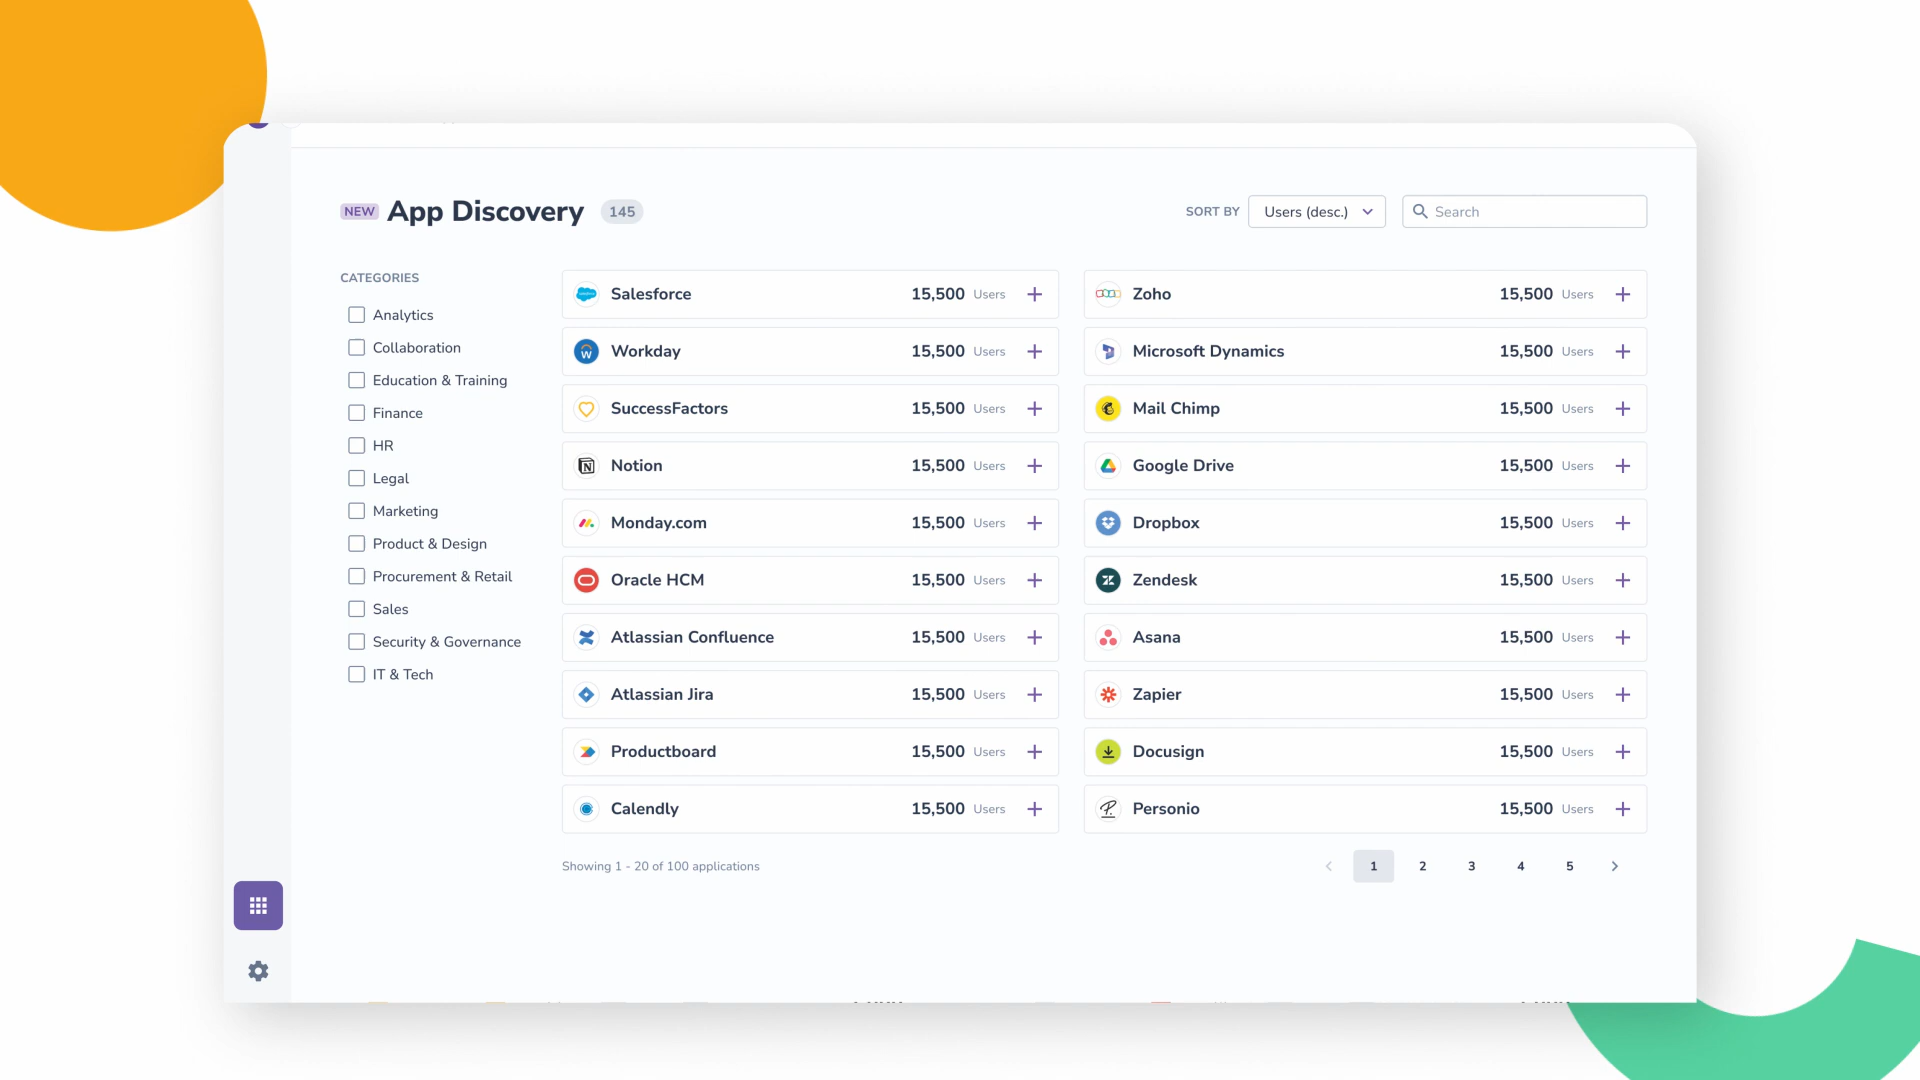 NEW App Discovery 145
SORT BY Users (desc.) Search
CATEGORIES
Analytics
Collaboration
Education & Training
Finance
HR
Legal
Marketing
Product & Design
Procurement & Retail
Sales
Security & Governance
IT & Tech
Salesforce 15,500 Users
Workday 15,500 Users
SuccessFactors 15,500 Users
Notion 15,500 Users
Monday.com 15,500 Users
Oracle HCM 15,500 Users
Atlassian Confluence 15,500 Users
Atlassian Jira 15,500 Users
Productboard 15,500 Users
Calendly 15,500 Users
Zoho 15,500 Users
Microsoft Dynamics 15,500 Users
Mail Chimp 15,500 Users
Google Drive 15,500 Users
Dropbox 15,500 Users
Zendesk 15,500 Users
Asana 15,500 Users
Zapier 15,500 Users
Docusign 15,500 Users
Personio 15,500 Users
Showing 1 - 20 of 100 applications
1 2 3 4 5